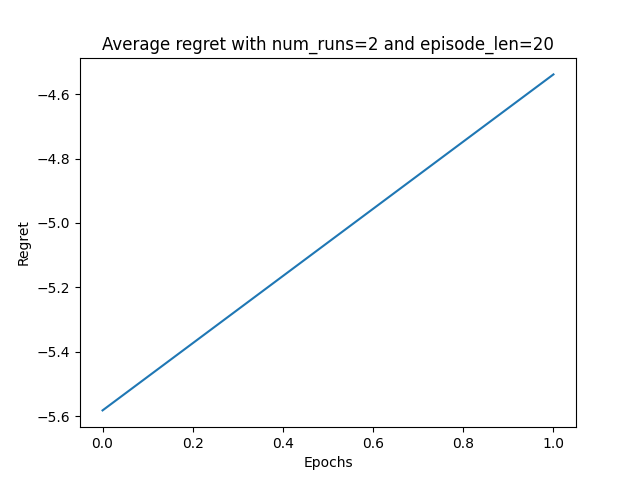 Average regret with num_runs=2 and episode_len=20
−4.6
−4.8
−5.0
−5.2
−5.4
−5.6
Regret
0.0 0.2 0.4 0.6 0.8 1.0
Epochs